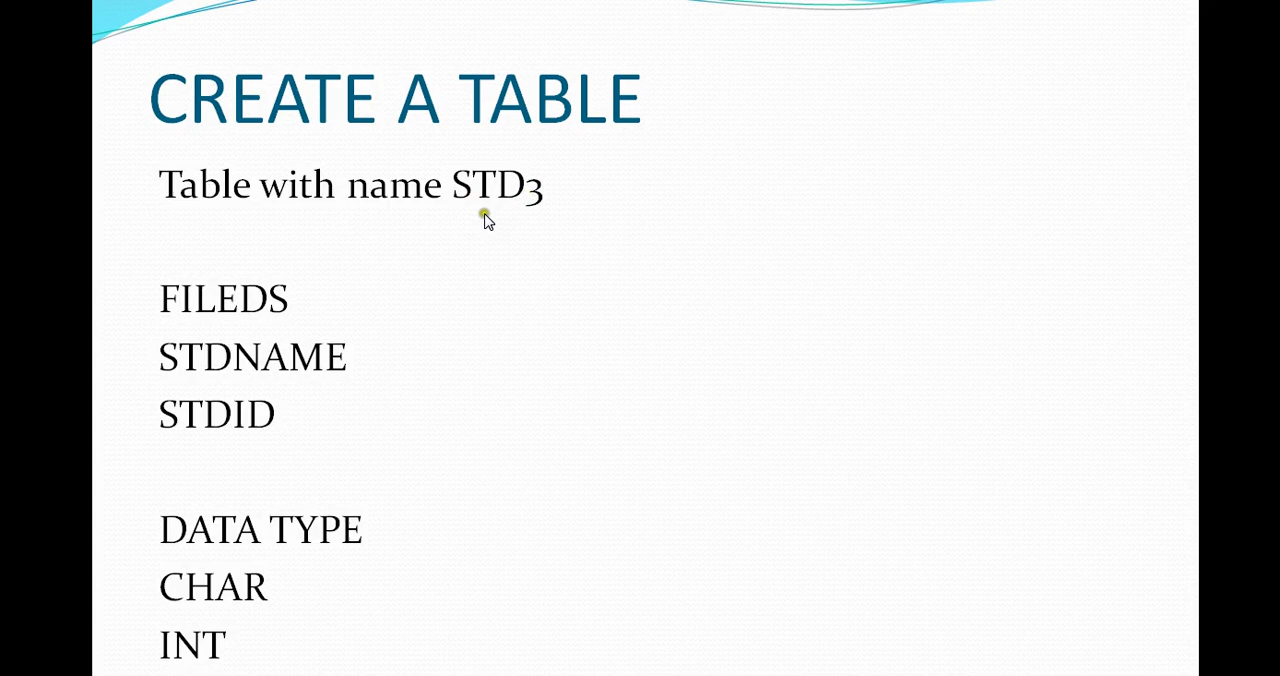 CREATE A TABLE
Table with name STD3
FILEDS
STDNAME
STDID
DATA TYPE
CHAR
INT